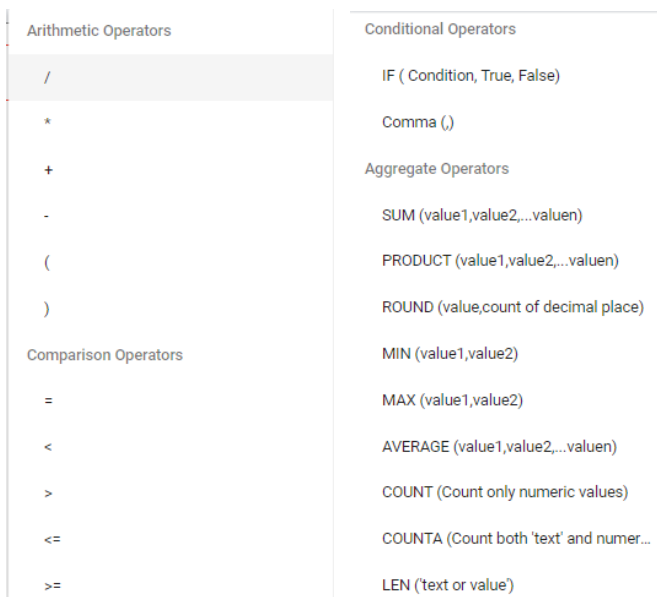 Arithmetic Operators
/
*
+
-
(
)
Comparison Operators
=
<
>
<=
>=
Conditional Operators
IF ( Condition, True, False)
Comma (,)
Aggregate Operators
SUM (value1,value2,...valuen)
PRODUCT (value1,value2,...valuen)
ROUND (value,count of decimal place)
MIN (value1,value2)
MAX (value1,value2)
AVERAGE (value1,value2,...valuen)
COUNT (Count only numeric values)
COUNTA (Count both 'text' and numer...
LEN ('text or value')